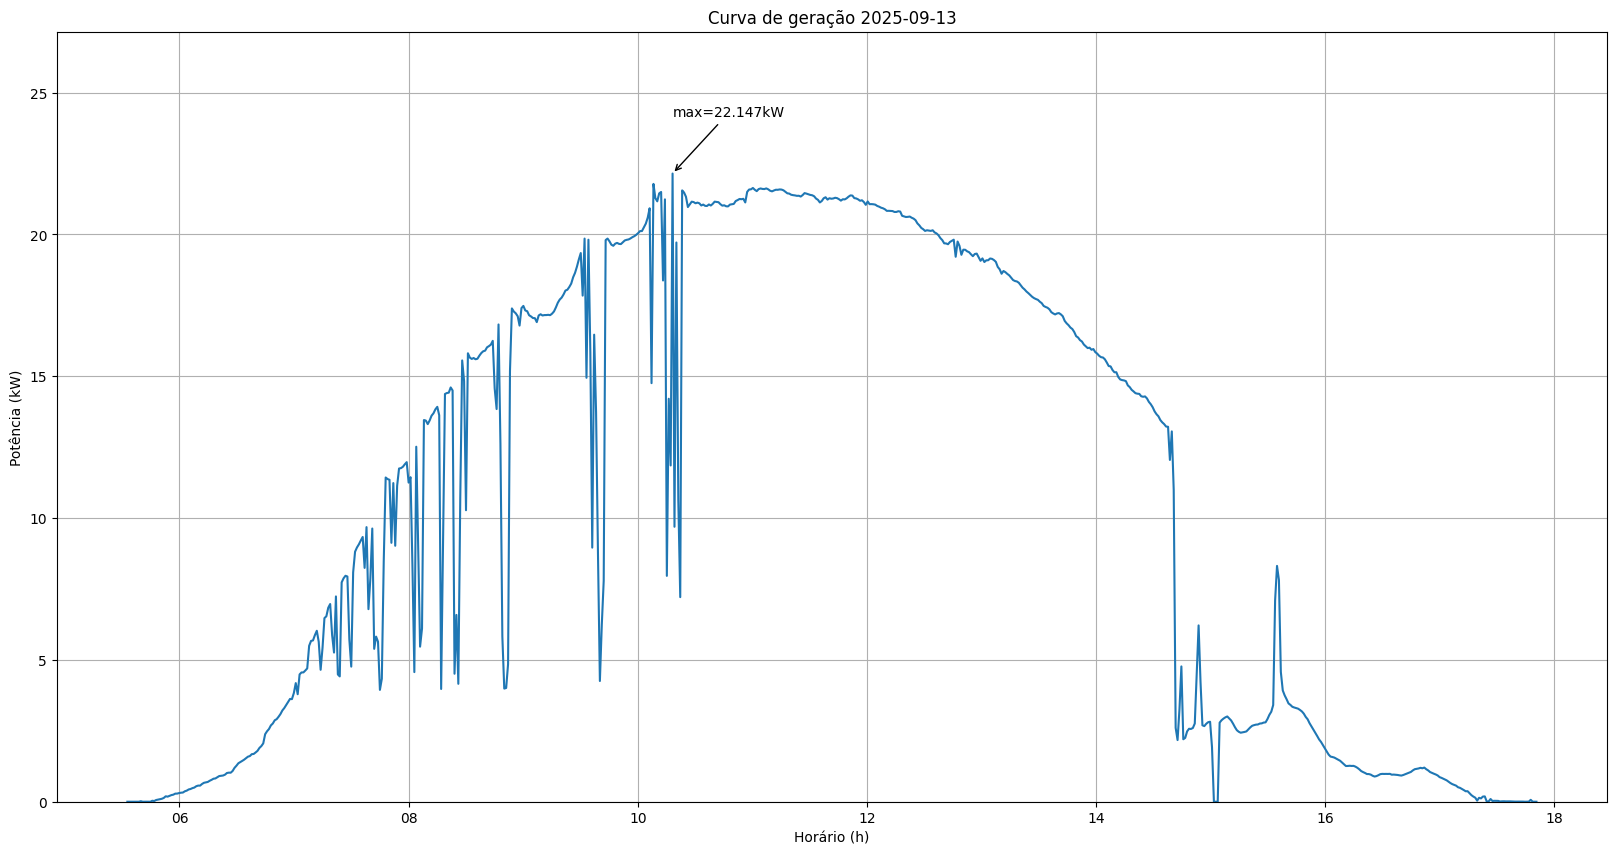 Curva de geração 2025-09-13
25
max=22.147kW
20
15
Potência (kW)
10
5
0
06 08 10 12 14 16 18
Horário (h)